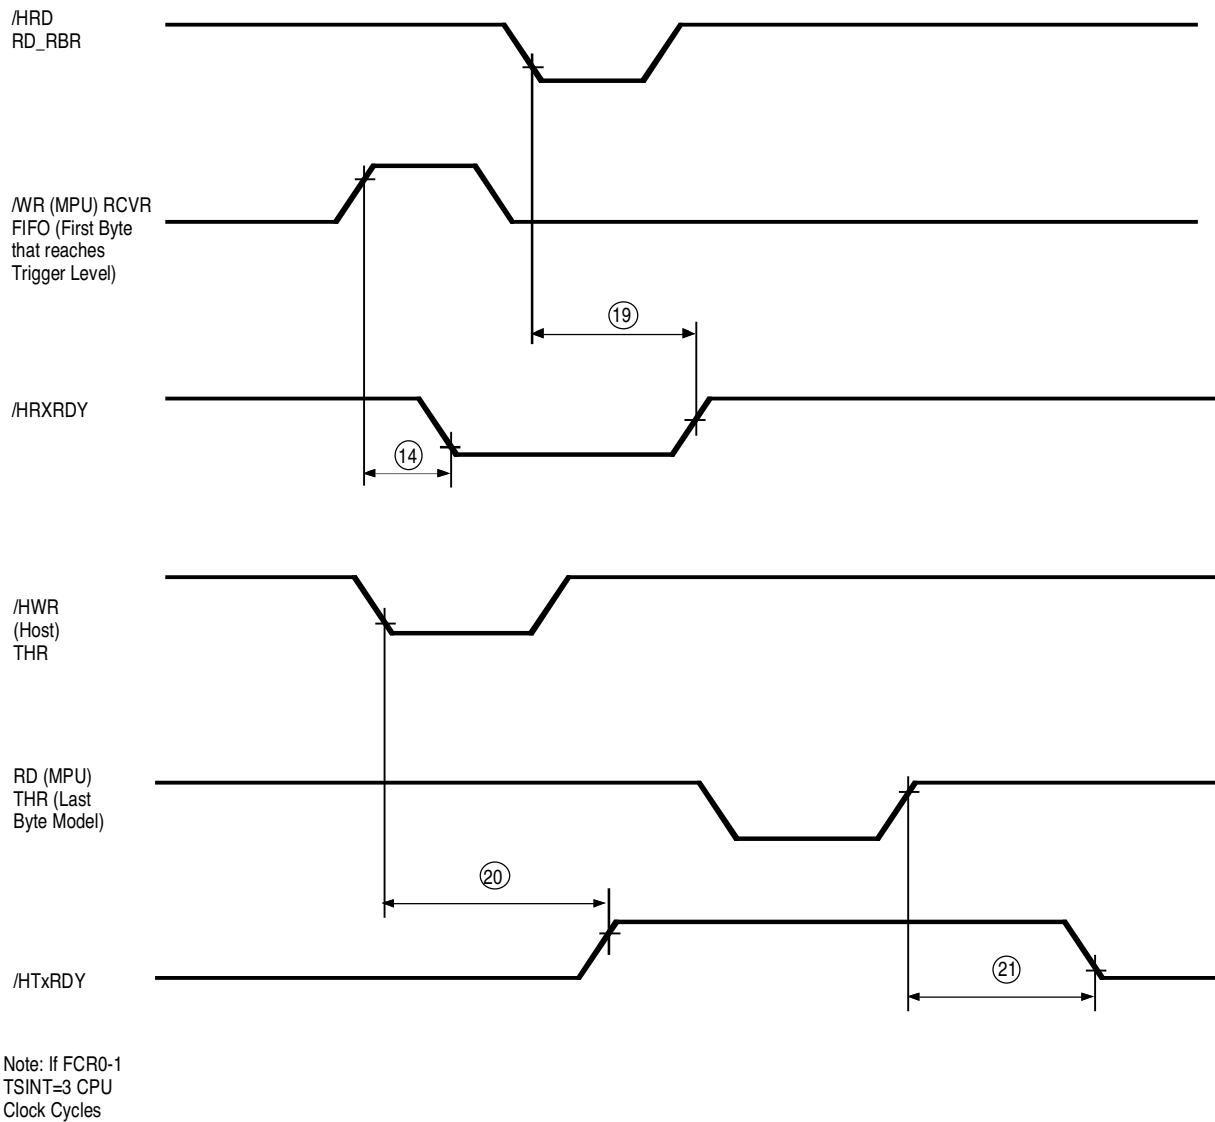 /HRD
RD_RBR
/WR (MPU) RCVR
FIFO (First Byte
that reaches
Trigger Level)
19
/HRXRDY
14
/HWR
(Host)
THR
RD (MPU)
THR (Last
Byte Model)
20
/HTxRDY
21
Note: If FCR0-1
TSINT=3 CPU
Clock Cycles